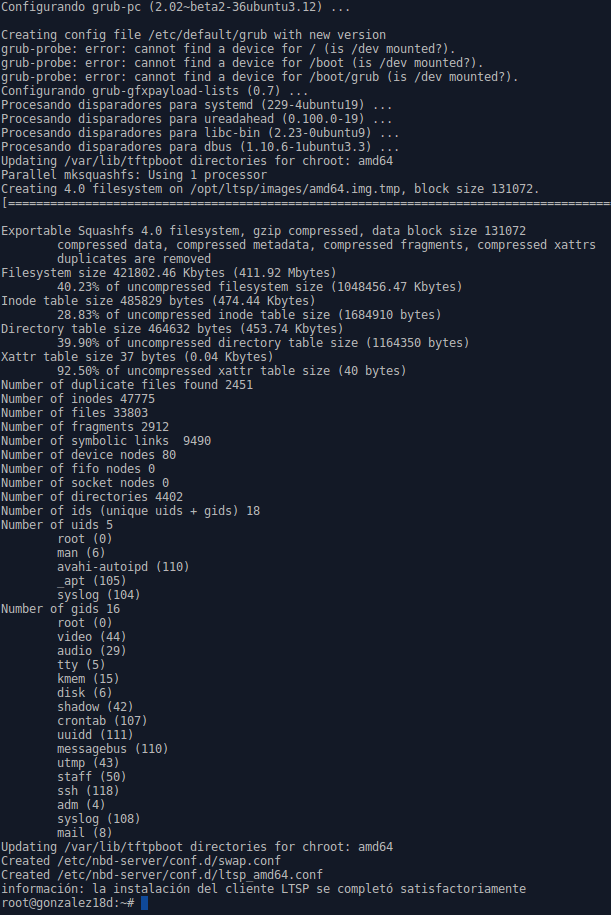 Configurando grub-pc (2.02~beta2-36ubuntu3.12) ...

Creating config file /etc/default/grub with new version
grub-probe: error: cannot find a device for / (is /dev mounted?).
grub-probe: error: cannot find a device for /boot (is /dev mounted?).
grub-probe: error: cannot find a device for /boot/grub (is /dev mounted?).
Configurando grub-gfxpayload-lists (0.7) ...
Procesando disparadores para systemd (229-4ubuntu19) ...
Procesando disparadores para ureadahead (0.100.0-19) ...
Procesando disparadores para libc-bin (2.23-0ubuntu9) ...
Procesando disparadores para dbus (1.10.6-1ubuntu3.3) ...
Updating /var/lib/tftpboot directories for chroot: amd64
Parallel mksquashfs: Using 1 processor
Creating 4.0 filesystem on /opt/ltsp/images/amd64.img.tmp, block size 131072.
[=====================================================================================

Exportable Squashfs 4.0 filesystem, gzip compressed, data block size 131072
        compressed data, compressed metadata, compressed fragments, compressed xattrs
        duplicates are removed
Filesystem size 421802.46 Kbytes (411.92 Mbytes)
        40.23% of uncompressed filesystem size (1048456.47 Kbytes)
Inode table size 485829 bytes (474.44 Kbytes)
        28.83% of uncompressed inode table size (1684910 bytes)
Directory table size 464632 bytes (453.74 Kbytes)
        39.90% of uncompressed directory table size (1164350 bytes)
Xattr table size 37 bytes (0.04 Kbytes)
        92.50% of uncompressed xattr table size (40 bytes)
Number of duplicate files found 2451
Number of inodes 47775
Number of files 33803
Number of fragments 2912
Number of symbolic links  9490
Number of device nodes 80
Number of fifo nodes 0
Number of socket nodes 0
Number of directories 4402
Number of ids (unique uids + gids) 18
Number of uids 5
        root (0)
        man (6)
        avahi-autoipd (110)
        _apt (105)
        syslog (104)
Number of gids 16
        root (0)
        video (44)
        audio (29)
        tty (5)
        kmem (15)
        disk (6)
        shadow (42)
        crontab (107)
        uuidd (111)
        messagebus (110)
        utmp (43)
        staff (50)
        ssh (118)
        adm (4)
        syslog (108)
        mail (8)
Updating /var/lib/tftpboot directories for chroot: amd64
Created /etc/nbd-server/conf.d/swap.conf
Created /etc/nbd-server/conf.d/ltsp_amd64.conf
información: la instalación del cliente LTSP se completó satisfactoriamente
root@gonzalez18d:~#